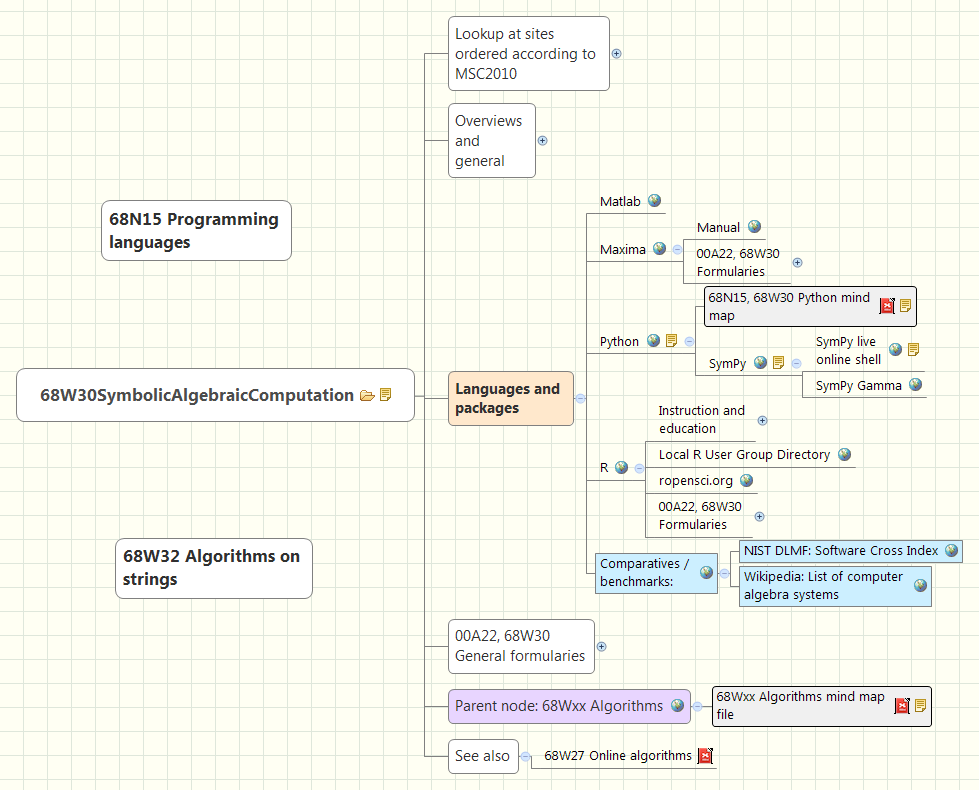 Lookup at sites
ordered according to
MSC2010
Overviews
and
general
68N15 Programming
languages
Matlab
Maxima
Manual
00A22, 68W30
Formularies
68N15, 68W30 Python mind
map
Python
SymPy
SymPy live
online shell
SymPy Gamma
68W30SymbolicAlgebraicComputation
Languages and
packages
Instruction and
education
R
Local R User Group Directory
ropensci.org
00A22, 68W30
Formularies
68W32 Algorithms on
strings
Comparatives /
benchmarks:
NIST DLMF: Software Cross Index
Wikipedia: List of computer
algebra systems
00A22, 68W30
General formularies
Parent node: 68Wxx Algorithms
68Wxx Algorithms mind map
file
See also
68W27 Online algorithms